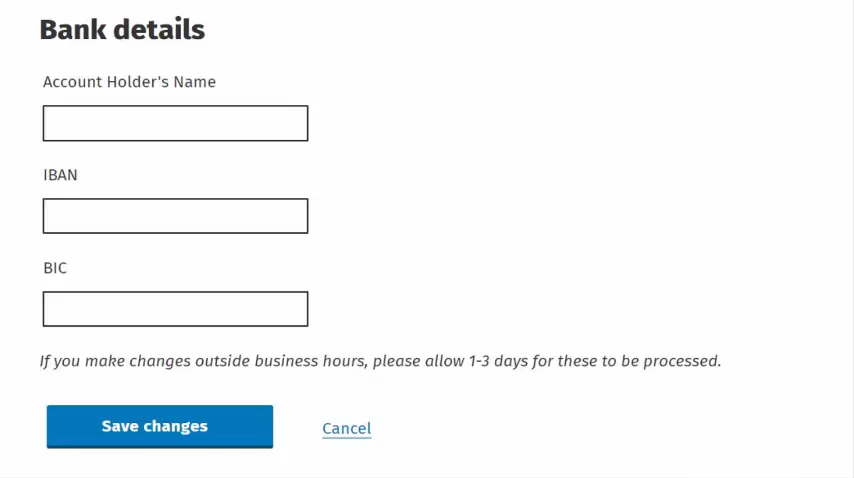 Bank details
Account Holder's Name
IBAN
BIC
If you make changes outside business hours, please allow 1-3 days for these to be processed.
Save changes
Cancel